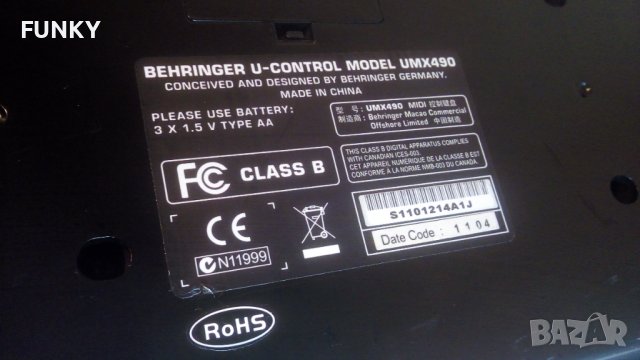 FUNKY
BEHRINGER U-CONTROL MODEL UMX490
CONCEIVED AND DESIGNED BY BEHRINGER GERMANY.
MADE IN CHINA
PLEASE USE BATTERY:
3 X 1.5 V TYPE AA
型 号: UMX490 MIDI 控制键盘
制造商: Behringer Macao Commercial
Offshore Limited 中国制造
FC CLASS B
THIS CLASS B DIGITAL APPARATUS COMPLIES
WITH CANADIAN ICES-003
CET APPAREIL NUMERIQUE DE LA CLASSE B EST
CONFORME A LA NORME NMB-003 DU CANADA
CE
N11999
S1101214A1J
Date Code: 1104
RoHS
BAZAR
bg